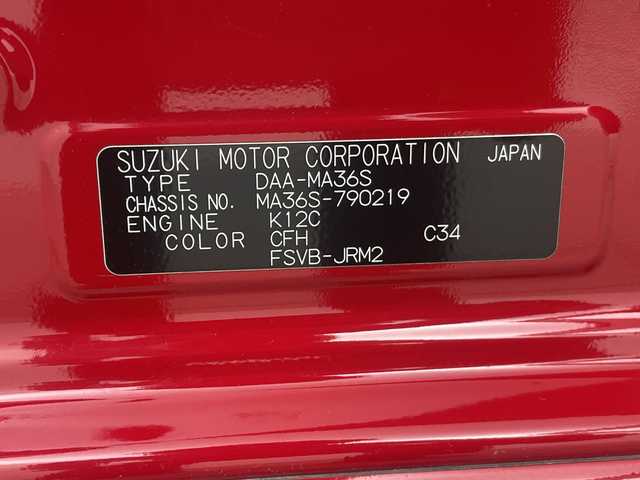 SUZUKI MOTOR CORPORATION JAPAN
TYPE DAA-MA36S
CHASSIS NO. MA36S-790219
ENGINE K12C
COLOR CFH C34
FSVB-JRM2